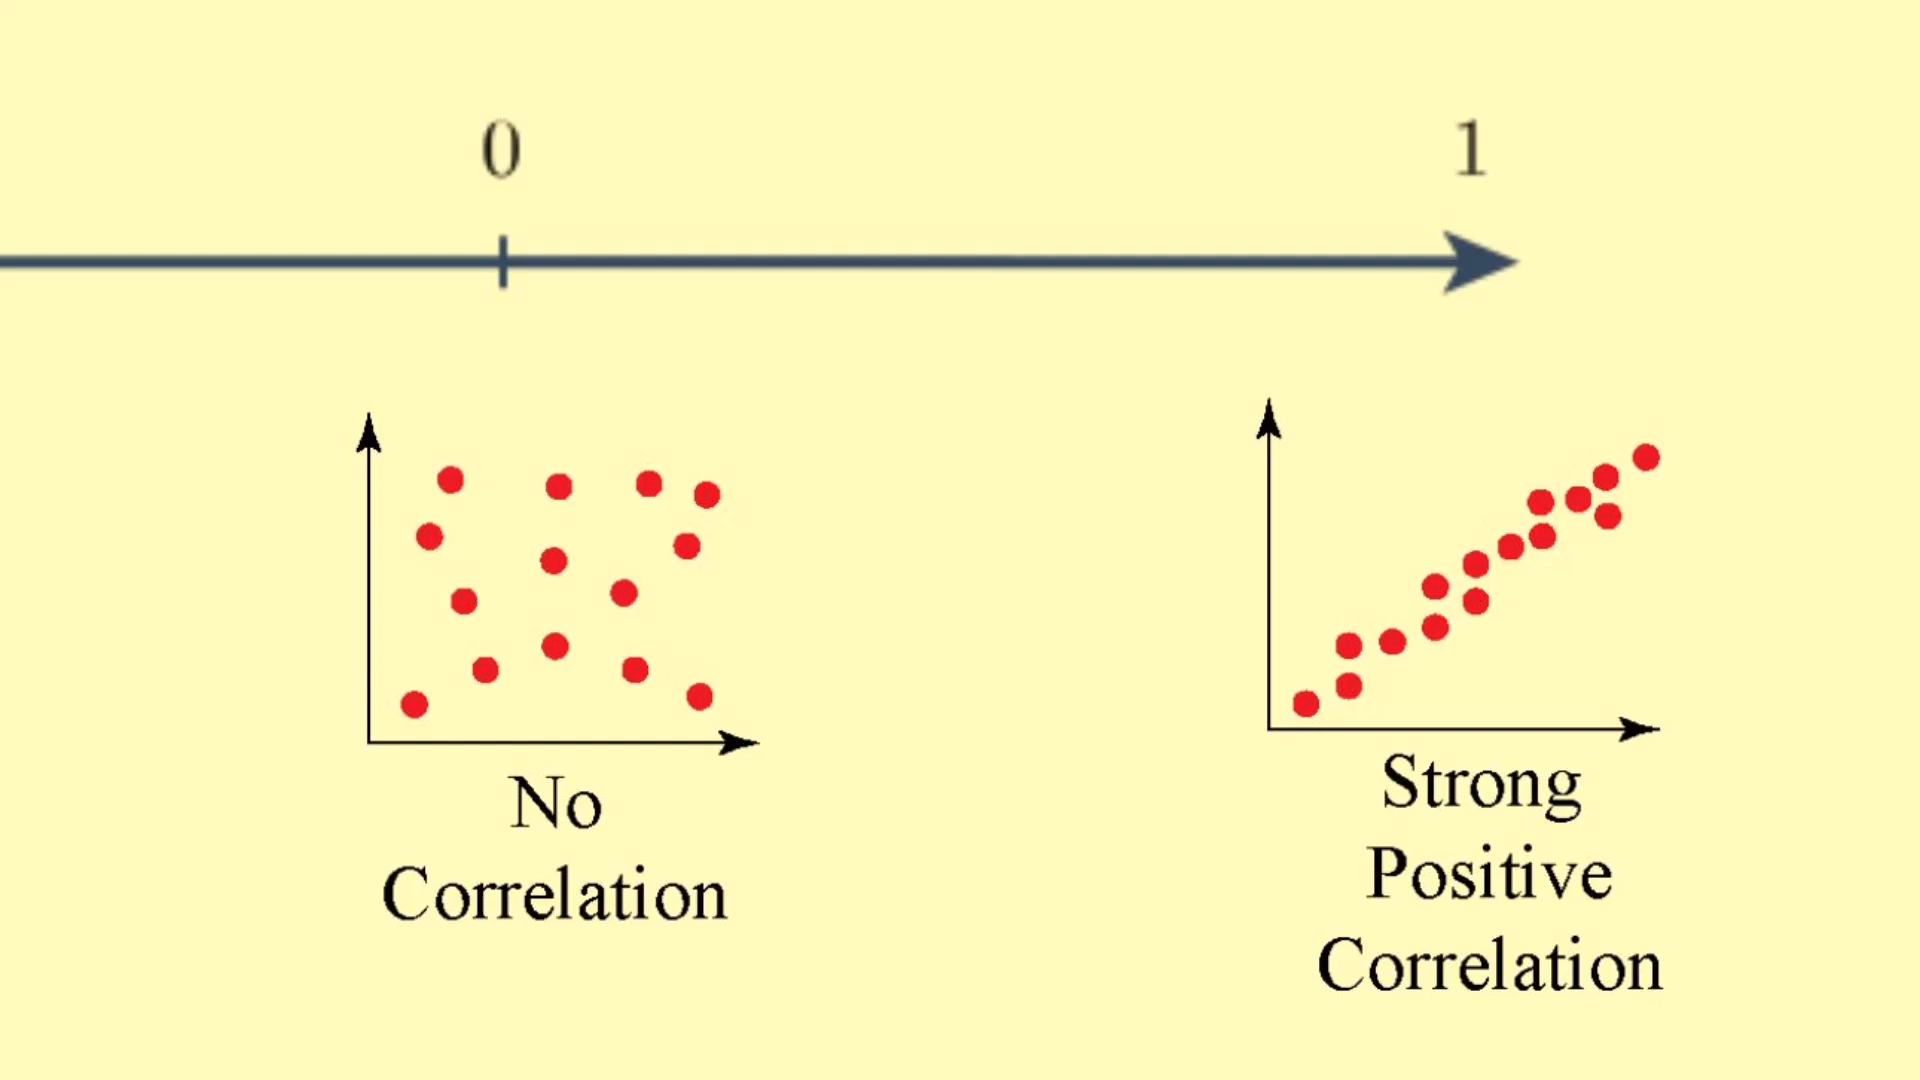 0
1
No
Correlation
Strong
Positive
Correlation